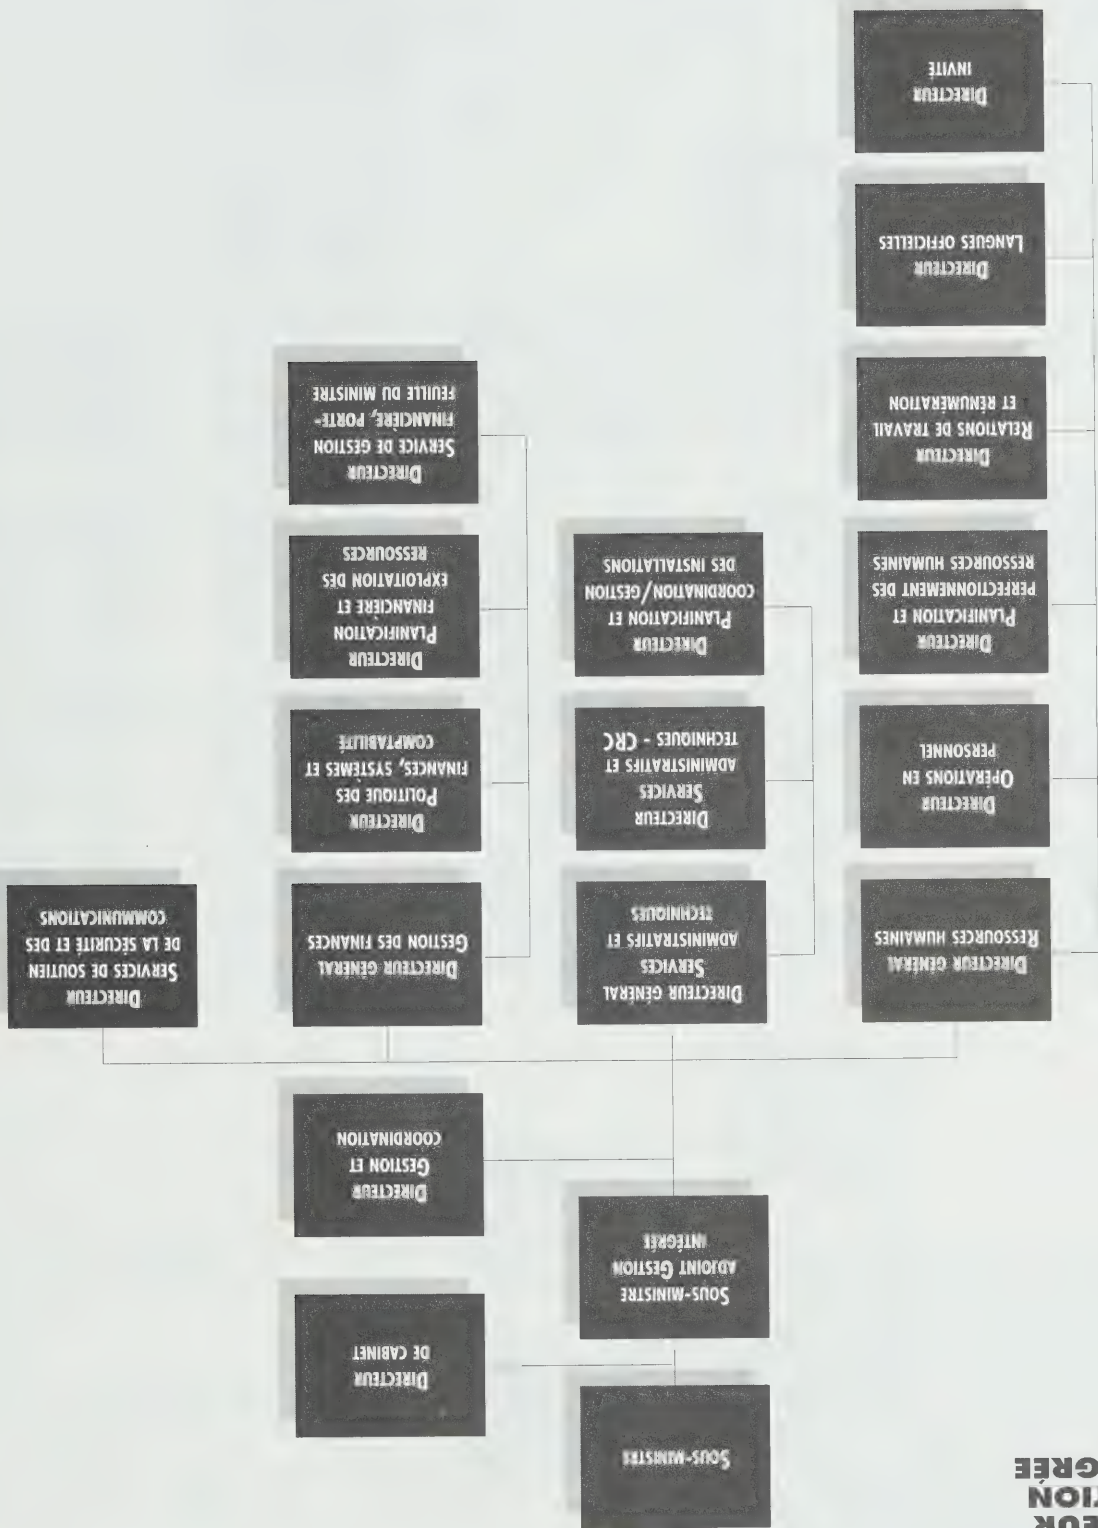 EUR
TION
GRÉE
SOUS-MINISTRE
DIRECTEUR
DE CABINET
SOUS-MINISTRE
ADJOINT GESTION
INTÉGRÉE
DIRECTEUR
GESTION ET
COORDINATION
DIRECTEUR GÉNÉRAL
RESSOURCES HUMAINES
DIRECTEUR
OPÉRATIONS EN
PERSONNEL
DIRECTEUR
PLANIFICATION ET
PERFECTIONNEMENT DES
RESSOURCES HUMAINES
DIRECTEUR
RELATIONS DE TRAVAIL
ET RÉNUMÉRATION
DIRECTEUR
LANGUES OFFICIELLES
DIRECTEUR
INVITÉ
DIRECTEUR GÉNÉRAL
SERVICES
ADMINISTRATIFS ET
TECHNIQUES
DIRECTEUR
SERVICES
ADMINISTRATIFS ET
TECHNIQUES - CRC
DIRECTEUR
PLANIFICATION ET
COORDINATION/GESTION
DES INSTALLATIONS
DIRECTEUR GÉNÉRAL
GESTION DES FINANCES
DIRECTEUR
POLITIQUE DES
FINANCES, SYSTÈMES ET
COMPTABILITÉ
DIRECTEUR
PLANIFICATION
FINANCIÈRE ET
EXPLOITATION DES
RESSOURCES
DIRECTEUR
SERVICE DE GESTION
FINANCIÈRE, PORTE-
FEUILLE DU MINISTRE
DIRECTEUR
SERVICES DE SOUTIEN
DE LA SÉCURITÉ ET DES
COMMUNICATIONS